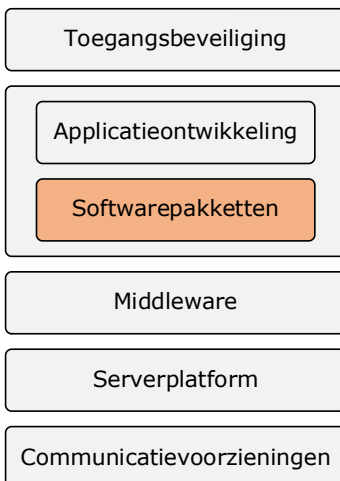 Toegangsbeveiliging
Applicatieontwikkeling
Softwarepakketten
Middleware
Serverplatform
Communicatievoorzieningen